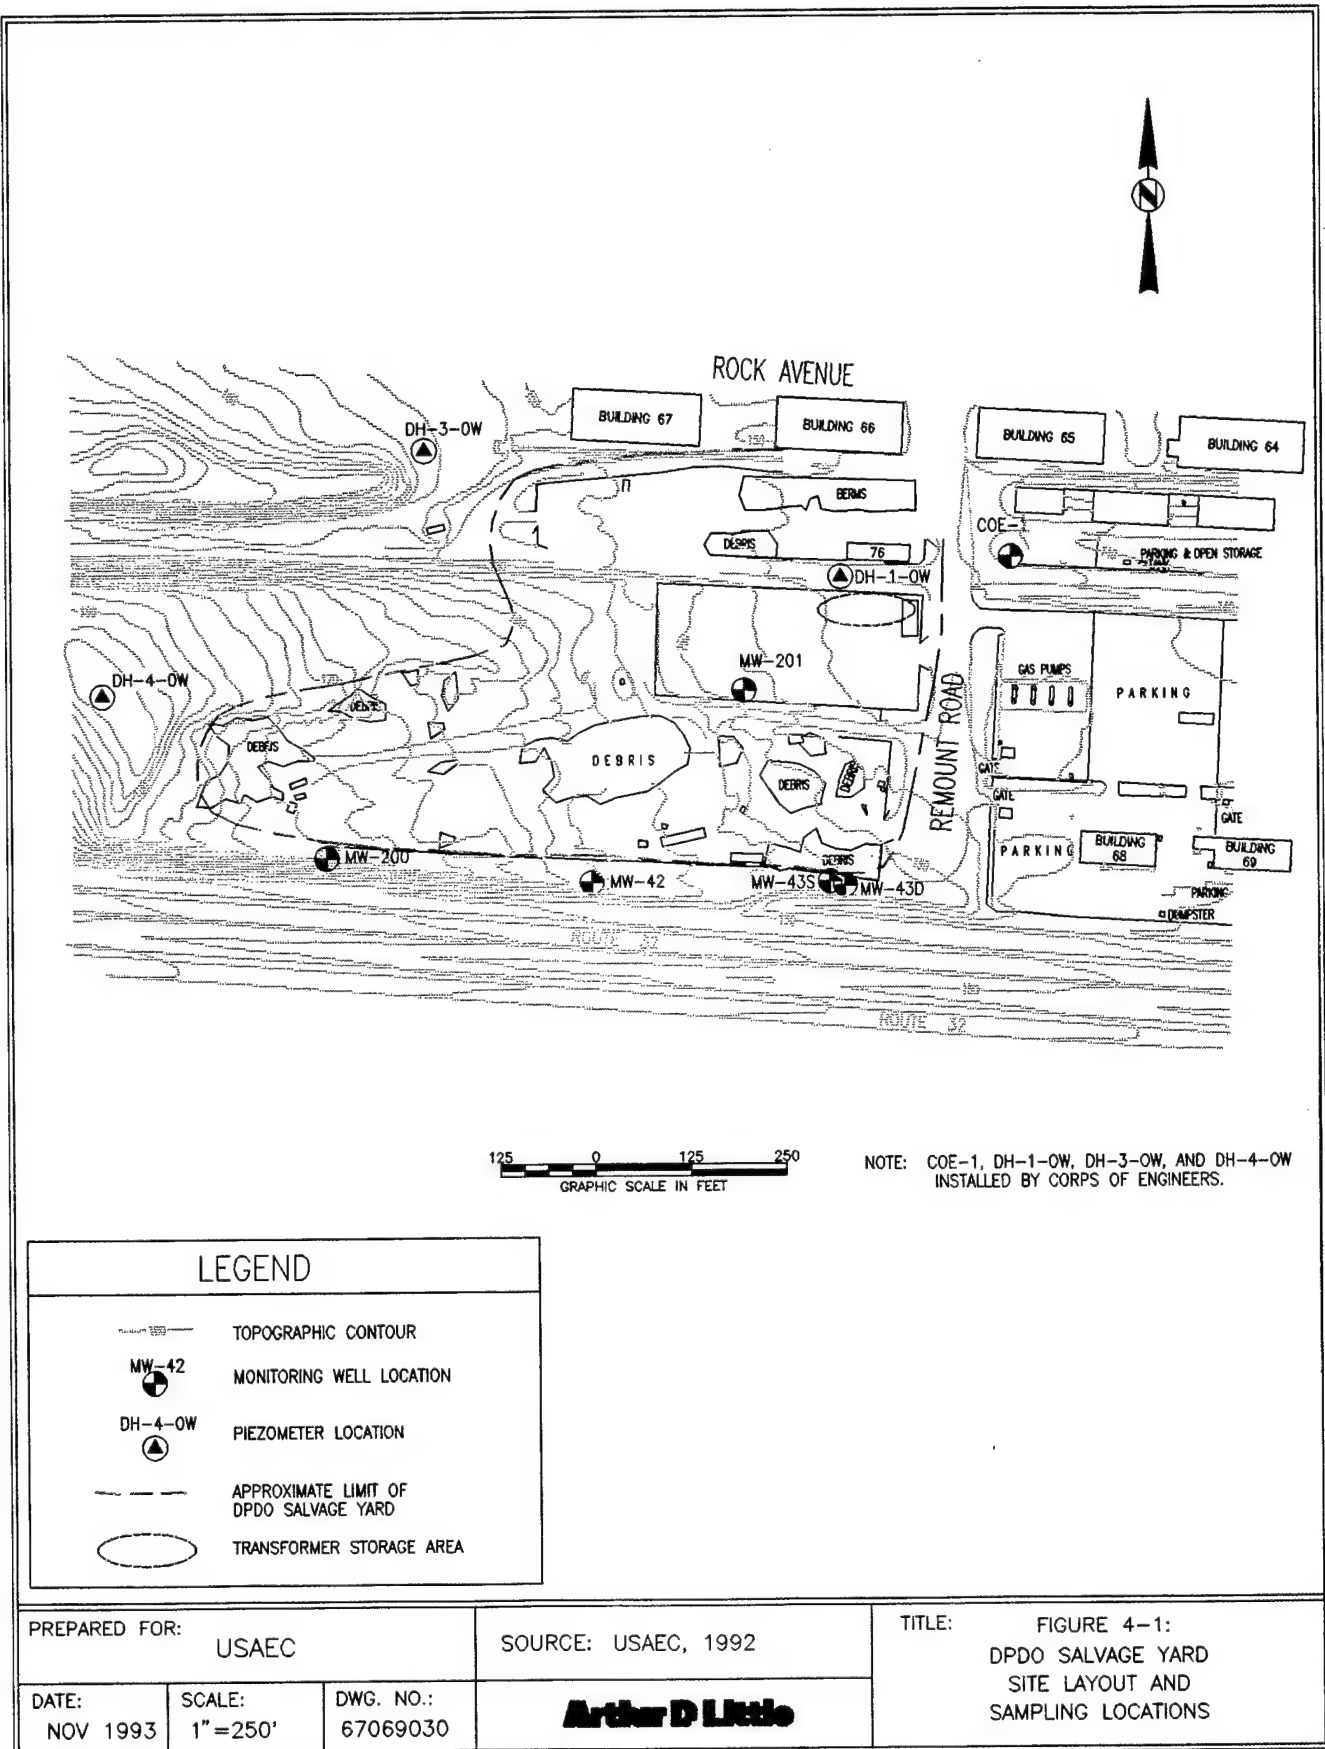 ROCK AVENUE
BUILDING 67
BUILDING 66
BUILDING 65
BUILDING 64
DH-3-OW
BERMS
COE-1
DEBRIS
76
PARKING & OPEN STORAGE
DH-1-OW
MW-201
GAS PUMPS
PARKING
DH-4-OW
DEBRIS
DEBRIS
DEBRIS
DEBRIS
DEBRIS
REMOUNT ROAD
GATE
GATE
GATE
PARKING
BUILDING
68
BUILDING
69
MW-200
MW-42
MW-43S
DEBRIS
MW-43D
PARKING
DUMPSTER
ROUTE 32
ROUTE 32
N
125 0 125 250
GRAPHIC SCALE IN FEET
NOTE: COE-1, DH-1-OW, DH-3-OW, AND DH-4-OW
INSTALLED BY CORPS OF ENGINEERS.
LEGEND
TOPOGRAPHIC CONTOUR
MW-42
MONITORING WELL LOCATION
DH-4-OW
PIEZOMETER LOCATION
APPROXIMATE LIMIT OF
DPDO SALVAGE YARD
TRANSFORMER STORAGE AREA
PREPARED FOR:
USAEC
SOURCE: USAEC, 1992
TITLE:
FIGURE 4-1:
DPDO SALVAGE YARD
SITE LAYOUT AND
SAMPLING LOCATIONS
DATE:
NOV 1993
SCALE:
1"=250'
DWG. NO.:
67069030
Arthur D Little